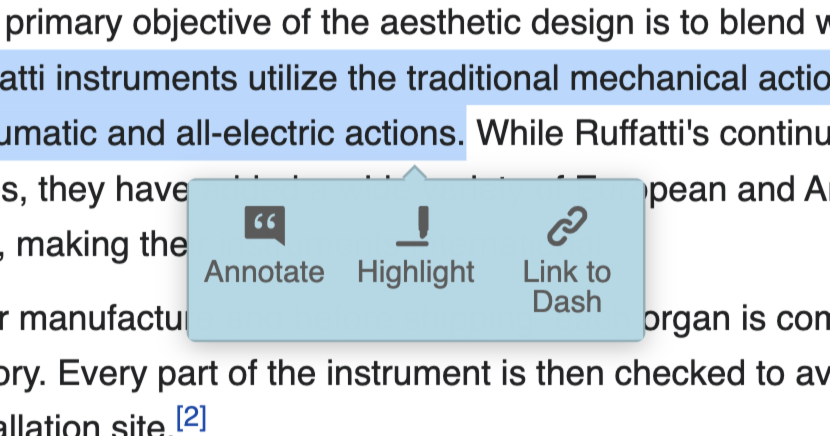 primary objective of the aesthetic design is to blend
atti instruments utilize the traditional mechanical actio
umatic and all-electric actions. While Ruffatti's continu
s, they have pean and A
, making the
Annotate Highlight Link to Dash
r manufactu organ is com
ory. Every part of the instrument is then checked to av
allation site.[2]